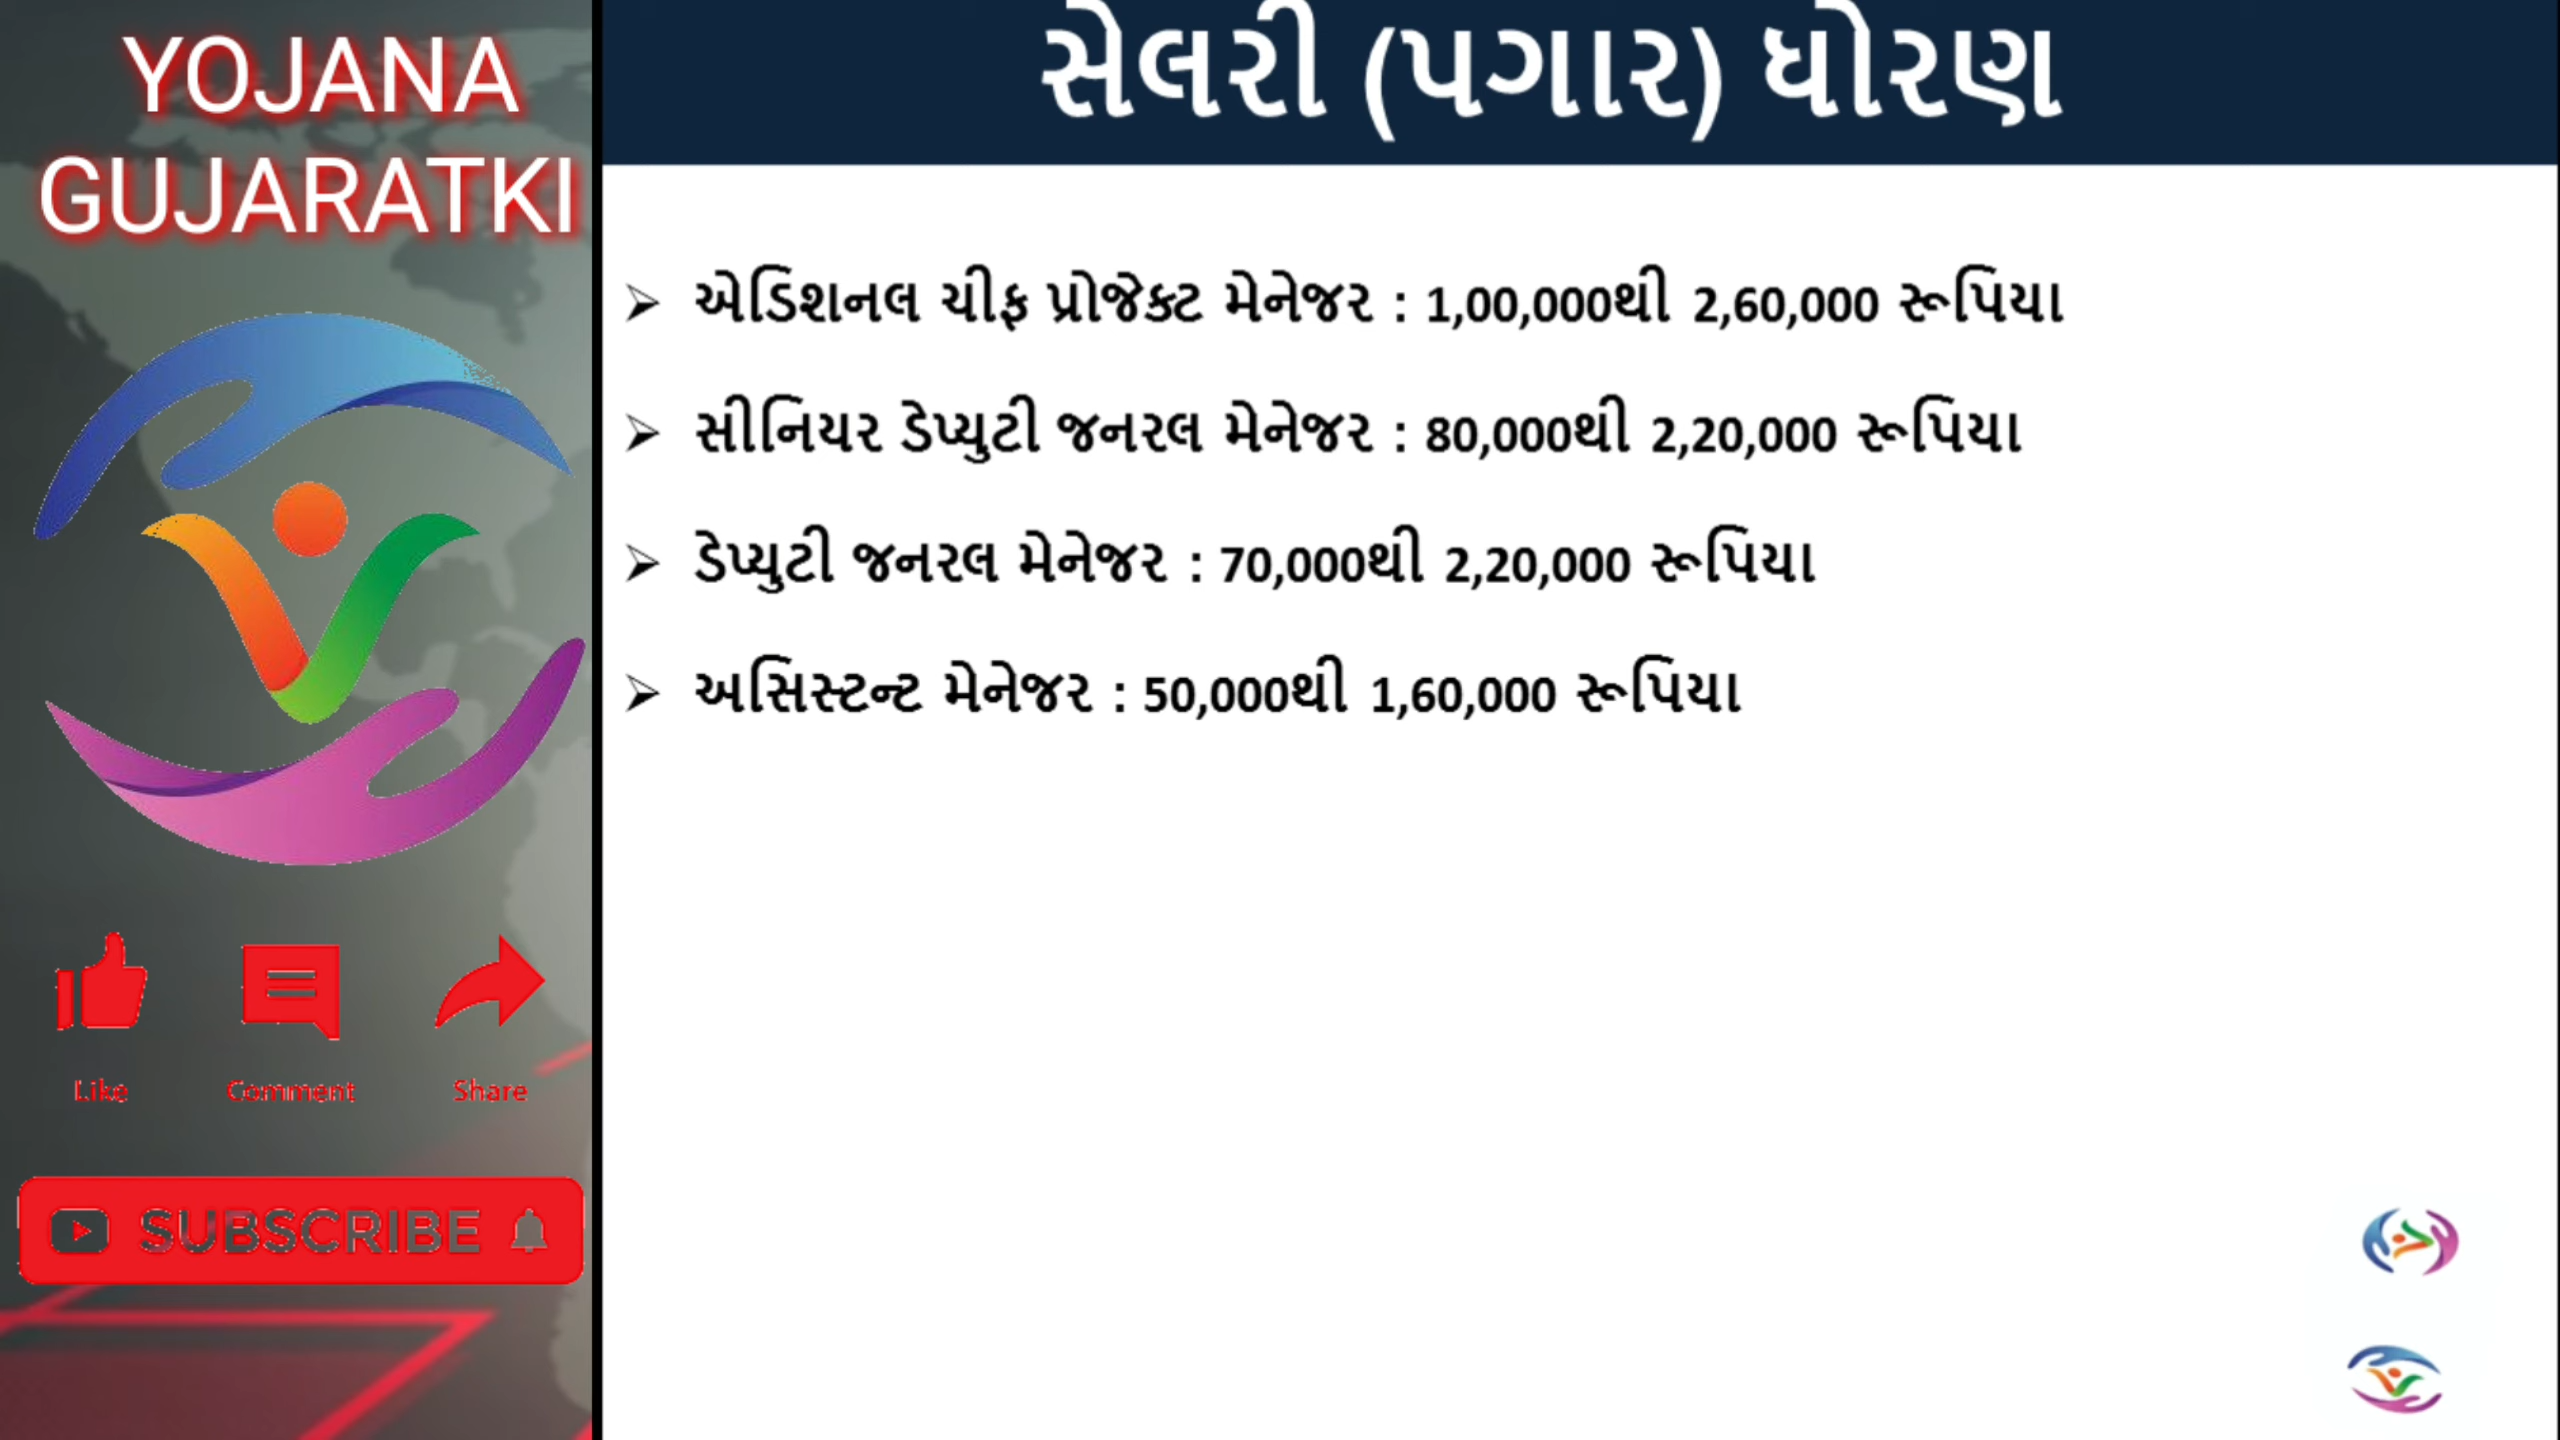 YOJANA
GUJARATKI
Like
Comment
Share
SUBSCRIBE
સેલરી (પગાર) ધોરણ
➢ એડિશનલ ચીફ પ્રોજેક્ટ મેનેજર : 1,00,000થી 2,60,000 રૂપિયા
➢ સીનિયર ડેપ્યુટી જનરલ મેનેજર : 80,000થી 2,20,000 રૂપિયા
➢ ડેપ્યુટી જનરલ મેનેજર : 70,000થી 2,20,000 રૂપિયા
➢ અસિસ્ટન્ટ મેનેજર : 50,000થી 1,60,000 રૂપિયા